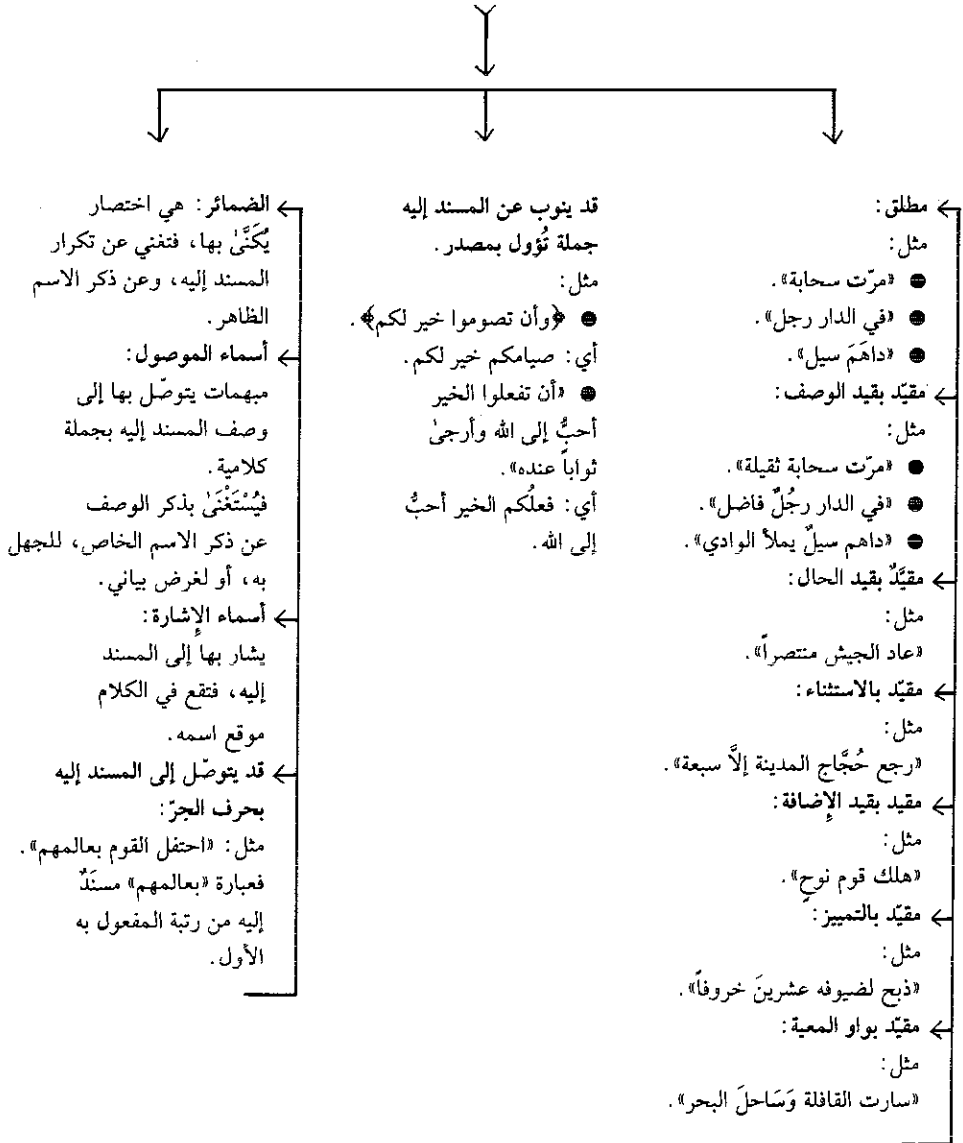 مطلق:
مثل:
● «مرّت سحابة».
● «في الدار رجل».
● «داهَمَ سيل».
مقيّد بقيد الوصف:
مثل:
● «مرّت سحابة ثقيلة».
● «في الدار رجُلٌ فاضل».
● «داهم سيلٌ يملأ الوادي».
مقيَّدٌ بقيد الحال:
مثل:
«عاد الجيش منتصراً».
مقيّد بالاستثناء:
مثل:
«رجع حُجَّاج المدينة إلاَّ سبعة».
مقيد بقيد الإِضافة:
مثل:
«هلك قوم نوحٍ».
مقيّد بالتمييز:
مثل:
«ذبح لضيوفه عشرينَ خروفاً».
مقيّد بواو المعية:
مثل:
«سارت القافلة وَسَاحلَ البحر».
قد ينوب عن المسند إليه
جملة تُؤول بمصدر.
مثل:
● ﴿وأن تصوموا خير لكم﴾.
أي: صيامكم خير لكم.
● «أن تفعلوا الخير
أحبُّ إلى الله وأرجىٰ
ثواباً عنده».
أي: فعلُكم الخير أحبُّ
إلى الله.
الضمائر: هي اختصار
يُكَنَّىٰ بها، فتغني عن تكرار
المسند إليه، وعن ذكر الاسم
الظاهر.
أسماء الموصول:
مبهمات يتوصّل بها إلى
وصف المسند إليه بجملة
كلامية.
فيُسْتَغْنَىٰ بذكر الوصف
عن ذكر الاسم الخاص، للجهل
به، أو لغرض بياني.
أسماء الإِشارة:
يشار بها إلى المسند
إليه، فتقع في الكلام
موقع اسمه.
قد يتوصّل إلى المسند إليه
بحرف الجرّ:
مثل: «احتفل القوم بعالمهم».
فعبارة «بعالمهم» مسنَدٌ
إليه من رتبة المفعول به
الأول.